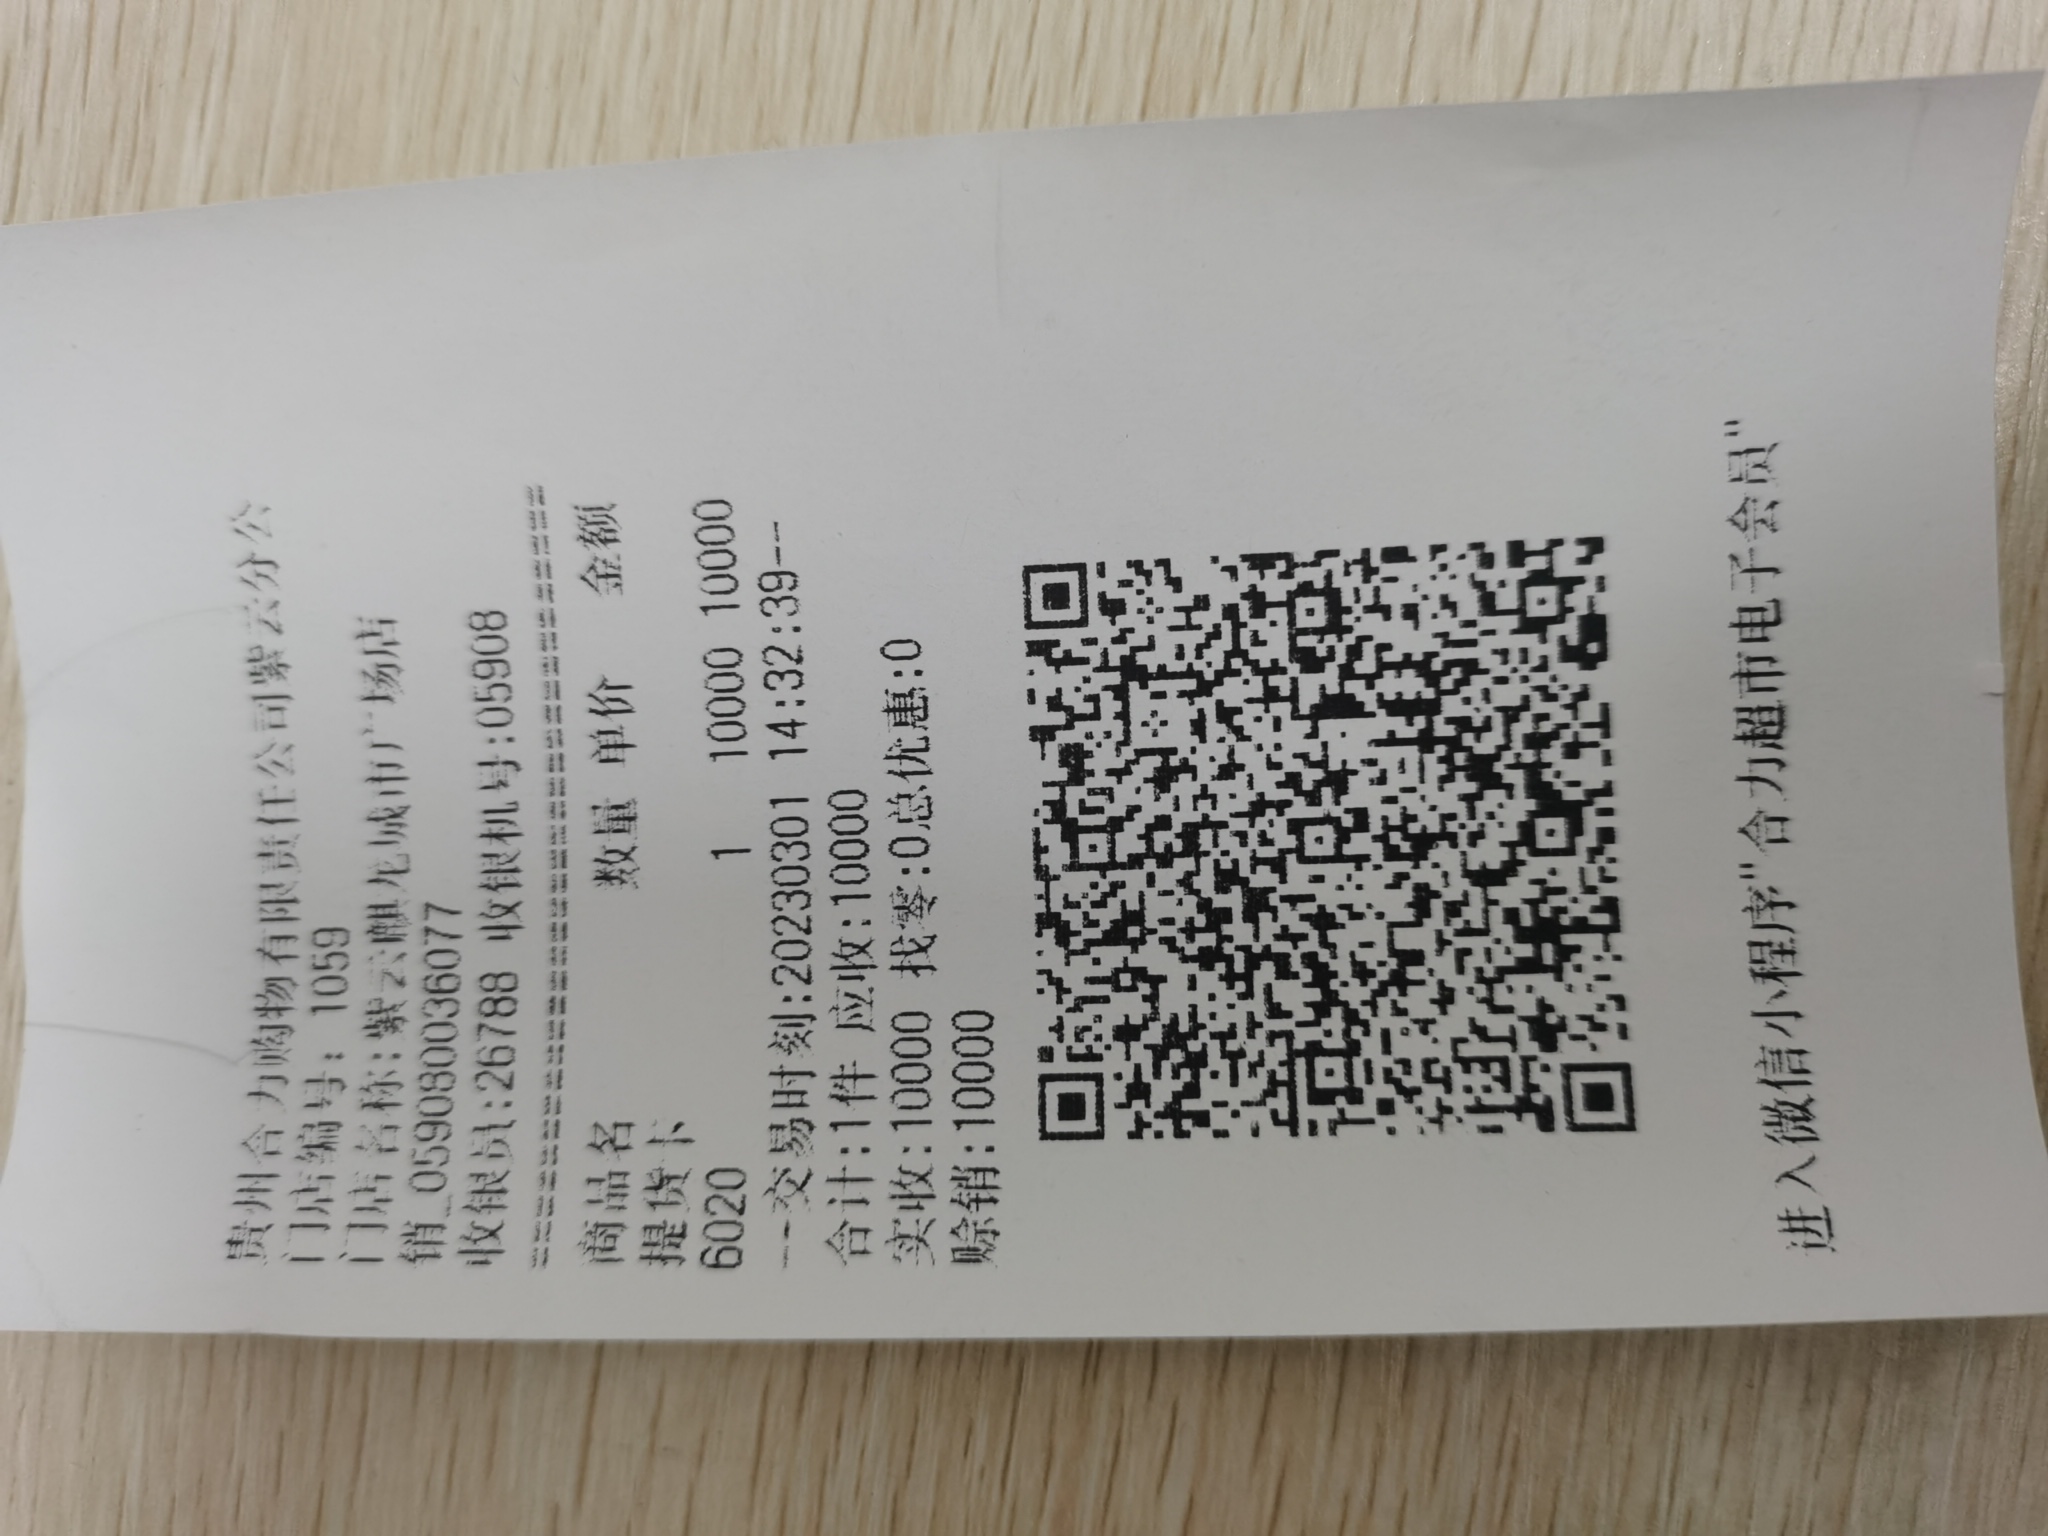 贵州合力购物有限责任公司紫云分公
门店编号: 1059
门店名称:紫云麒龙城市广场店
销_0590800036077
收银员:26788 收银机号:05908
商品名 数量 单价 金额
提货卡
6020 1 10000 10000
---交易时刻:20230301 14:32:39--
合计:1件 应收:10000
实收:10000 找零:0总优惠:0
赊销:10000
进入微信小程序"合力超市电子会员"